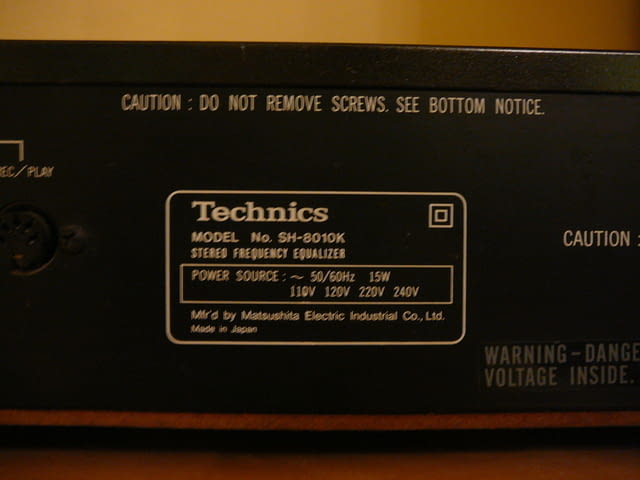 CAUTION : DO NOT REMOVE SCREWS. SEE BOTTOM NOTICE.
REC/PLAY
Technics
MODEL No. SH-8010K
STEREO FREQUENCY EQUALIZER
POWER SOURCE : ~ 50/60Hz 15W
110V 120V 220V 240V
Mfr'd by Matsushita Electric Industrial Co., Ltd.
Made in Japan
CAUTION :
WARNING – DANGE
VOLTAGE INSIDE.